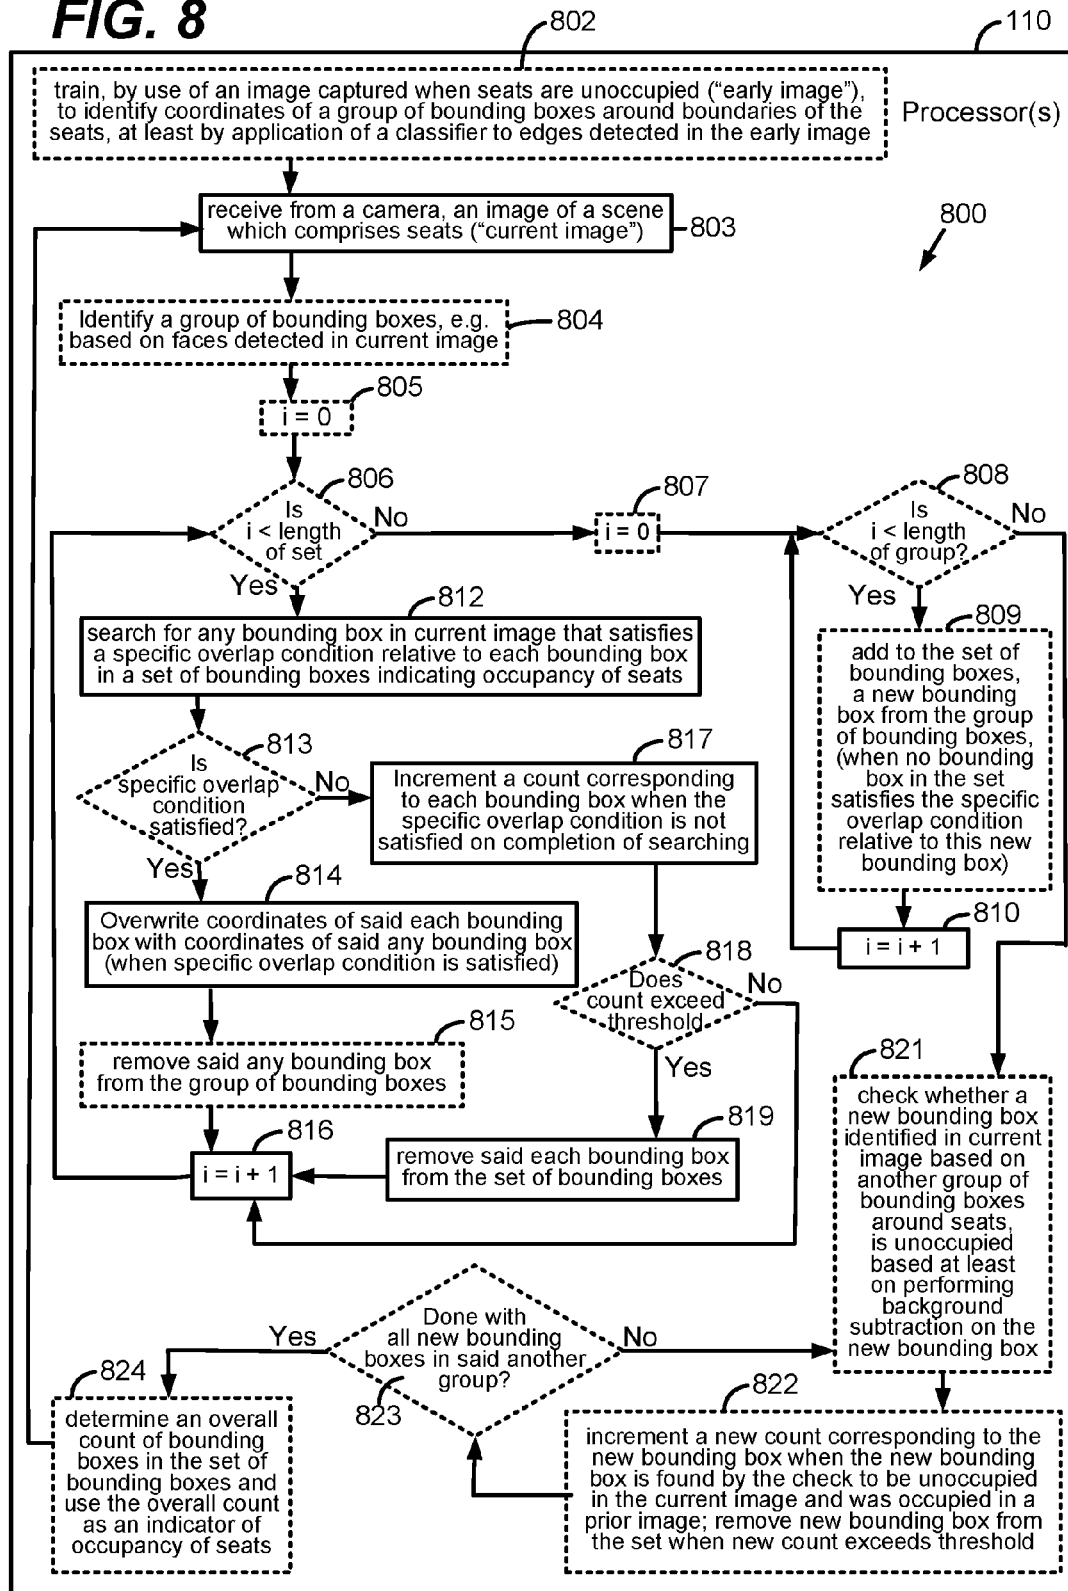 FIG. 8
802
110
train, by use of an image captured when seats are unoccupied (“early image”),
to identify coordinates of a group of bounding boxes around boundaries of the
seats, at least by application of a classifier to edges detected in the early image
Processor(s)
receive from a camera, an image of a scene
which comprises seats (“current image”)
803
800
Identify a group of bounding boxes, e.g.
based on faces detected in current image
804
805
i = 0
806
Is
i < length
of set
No
Yes
807
i = 0
808
Is
i < length
of group?
No
Yes
812
search for any bounding box in current image that satisfies
a specific overlap condition relative to each bounding box
in a set of bounding boxes indicating occupancy of seats
809
add to the set of
bounding boxes,
a new bounding
box from the group
of bounding boxes,
(when no bounding
box in the set
satisfies the specific
overlap condition
relative to this new
bounding box)
810
i = i + 1
813
Is
specific overlap
condition
satisfied?
No
Yes
817
Increment a count corresponding
to each bounding box when the
specific overlap condition is not
satisfied on completion of searching
814
Overwrite coordinates of said each bounding
box with coordinates of said any bounding box
(when specific overlap condition is satisfied)
818
Does
count exceed
threshold
No
Yes
815
remove said any bounding box
from the group of bounding boxes
816
i = i + 1
819
remove said each bounding box
from the set of bounding boxes
821
check whether a
new bounding box
identified in current
image based on
another group of
bounding boxes
around seats,
is unoccupied
based at least
on performing
background
subtraction on the
new bounding box
Done with
all new bounding
boxes in said another
group?
Yes
No
823
822
increment a new count corresponding to the
new bounding box when the new bounding
box is found by the check to be unoccupied
in the current image and was occupied in a
prior image; remove new bounding box from
the set when new count exceeds threshold
824
determine an overall
count of bounding
boxes in the set of
bounding boxes and
use the overall count
as an indicator of
occupancy of seats